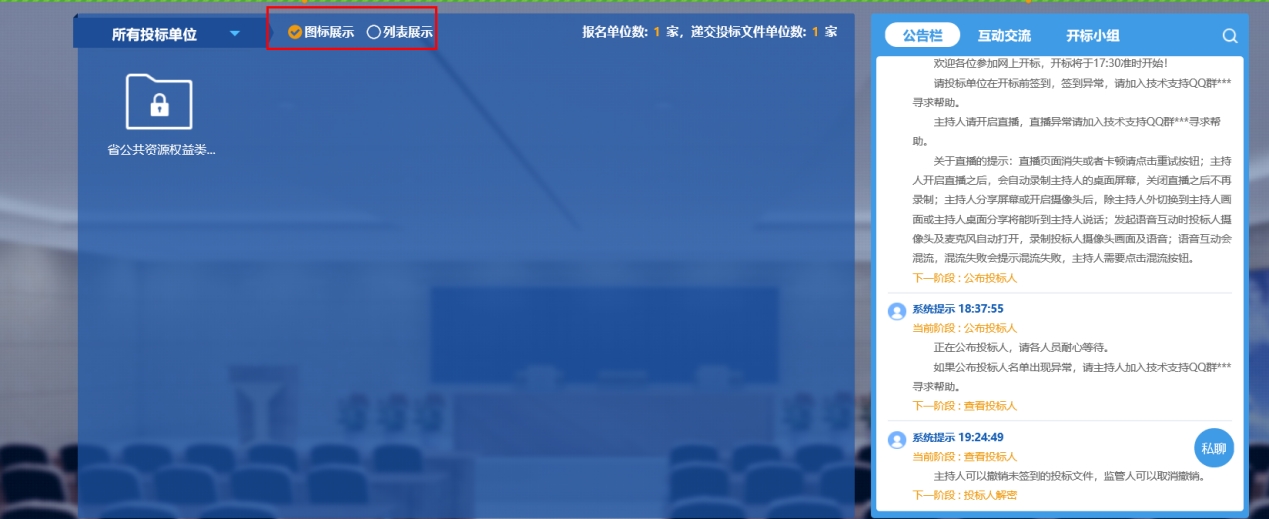 所有投标单位
图标展示 列表展示
报名单位数: 1 家，递交投标文件单位数: 1 家
省公共资源权益类...
公告栏 互动交流 开标小组
欢迎各位参加网上开标，开标将于17:30准时开始！
请投标单位在开标前签到，签到异常，请加入技术支持QQ群***
寻求帮助。
主持人请开启直播，直播异常请加入技术支持QQ群***寻求帮
助。
关于直播的提示：直播页面消失或者卡顿请点击重试按钮；主持
人开启直播之后，会自动录制主持人的桌面屏幕，关闭直播之后不再
录制；主持人分享屏幕或开启摄像头后，除主持人外切换到主持人画
面或主持人桌面分享将能听到主持人说话；发起语音互动时投标人摄
像头及麦克风自动打开，录制投标人摄像头画面及语音；语音互动会
混流，混流失败会提示混流失败，主持人需要点击混流按钮。
下一阶段 : 公布投标人
系统提示 18:37:55
当前阶段 : 公布投标人
正在公布投标人，请各人员耐心等待。
如果公布投标人名单出现异常，请主持人加入技术支持QQ群***
寻求帮助。
下一阶段 : 查看投标人
系统提示 19:24:49
当前阶段 : 查看投标人
主持人可以撤销未签到的投标文件，监管人可以取消撤销。
下一阶段 : 投标人解密
私聊